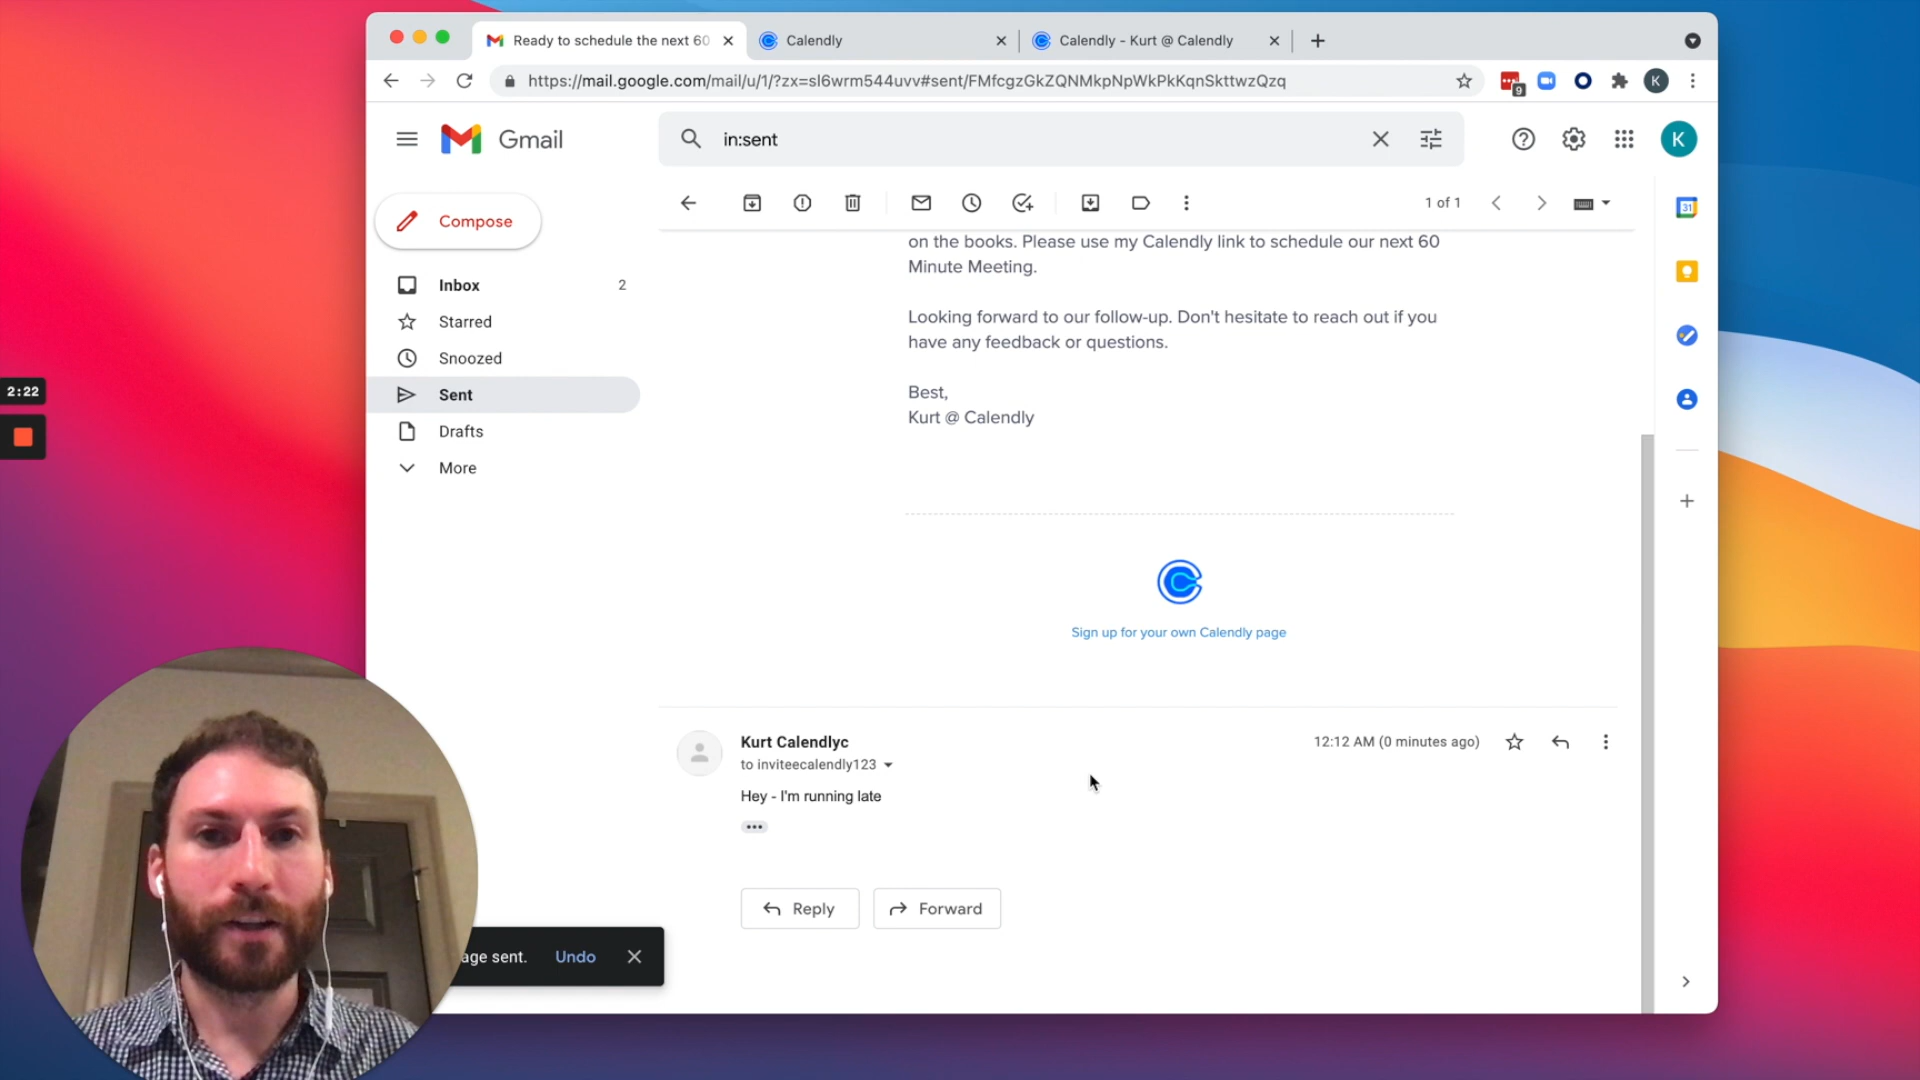 Ready to schedule the next 60
Calendly
Calendly - Kurt @ Calendly
https://mail.google.com/mail/u/1/?zx=sl6wrm544uvv#sent/FMfcgzGkZQNMkpNpWkPkKqnSkttwzQzq
9
K
Gmail
in:sent
K
Compose
1 of 1
31
Inbox 2
Starred
Snoozed
Sent
Drafts
More
on the books. Please use my Calendly link to schedule our next 60
Minute Meeting.
Looking forward to our follow-up. Don't hesitate to reach out if you
have any feedback or questions.
Best,
Kurt @ Calendly
2:22
Sign up for your own Calendly page
Kurt Calendlyc
12:12 AM (0 minutes ago)
to inviteecalendly123
Hey - I'm running late
Reply
Forward
age sent. Undo